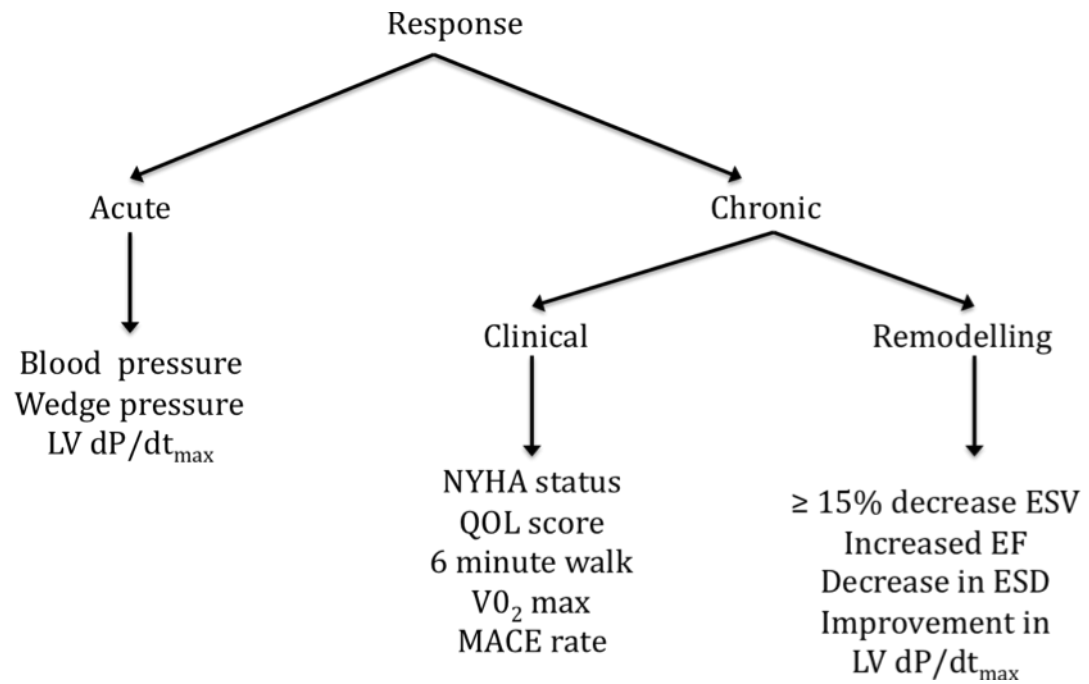 Response
Acute
Chronic
Blood pressure
Wedge pressure
LV dP/dtₘₐₓ
Clinical
Remodelling
NYHA status
QOL score
6 minute walk
V0₂ max
MACE rate
≥ 15% decrease ESV
Increased EF
Decrease in ESD
Improvement in
LV dP/dtₘₐₓ